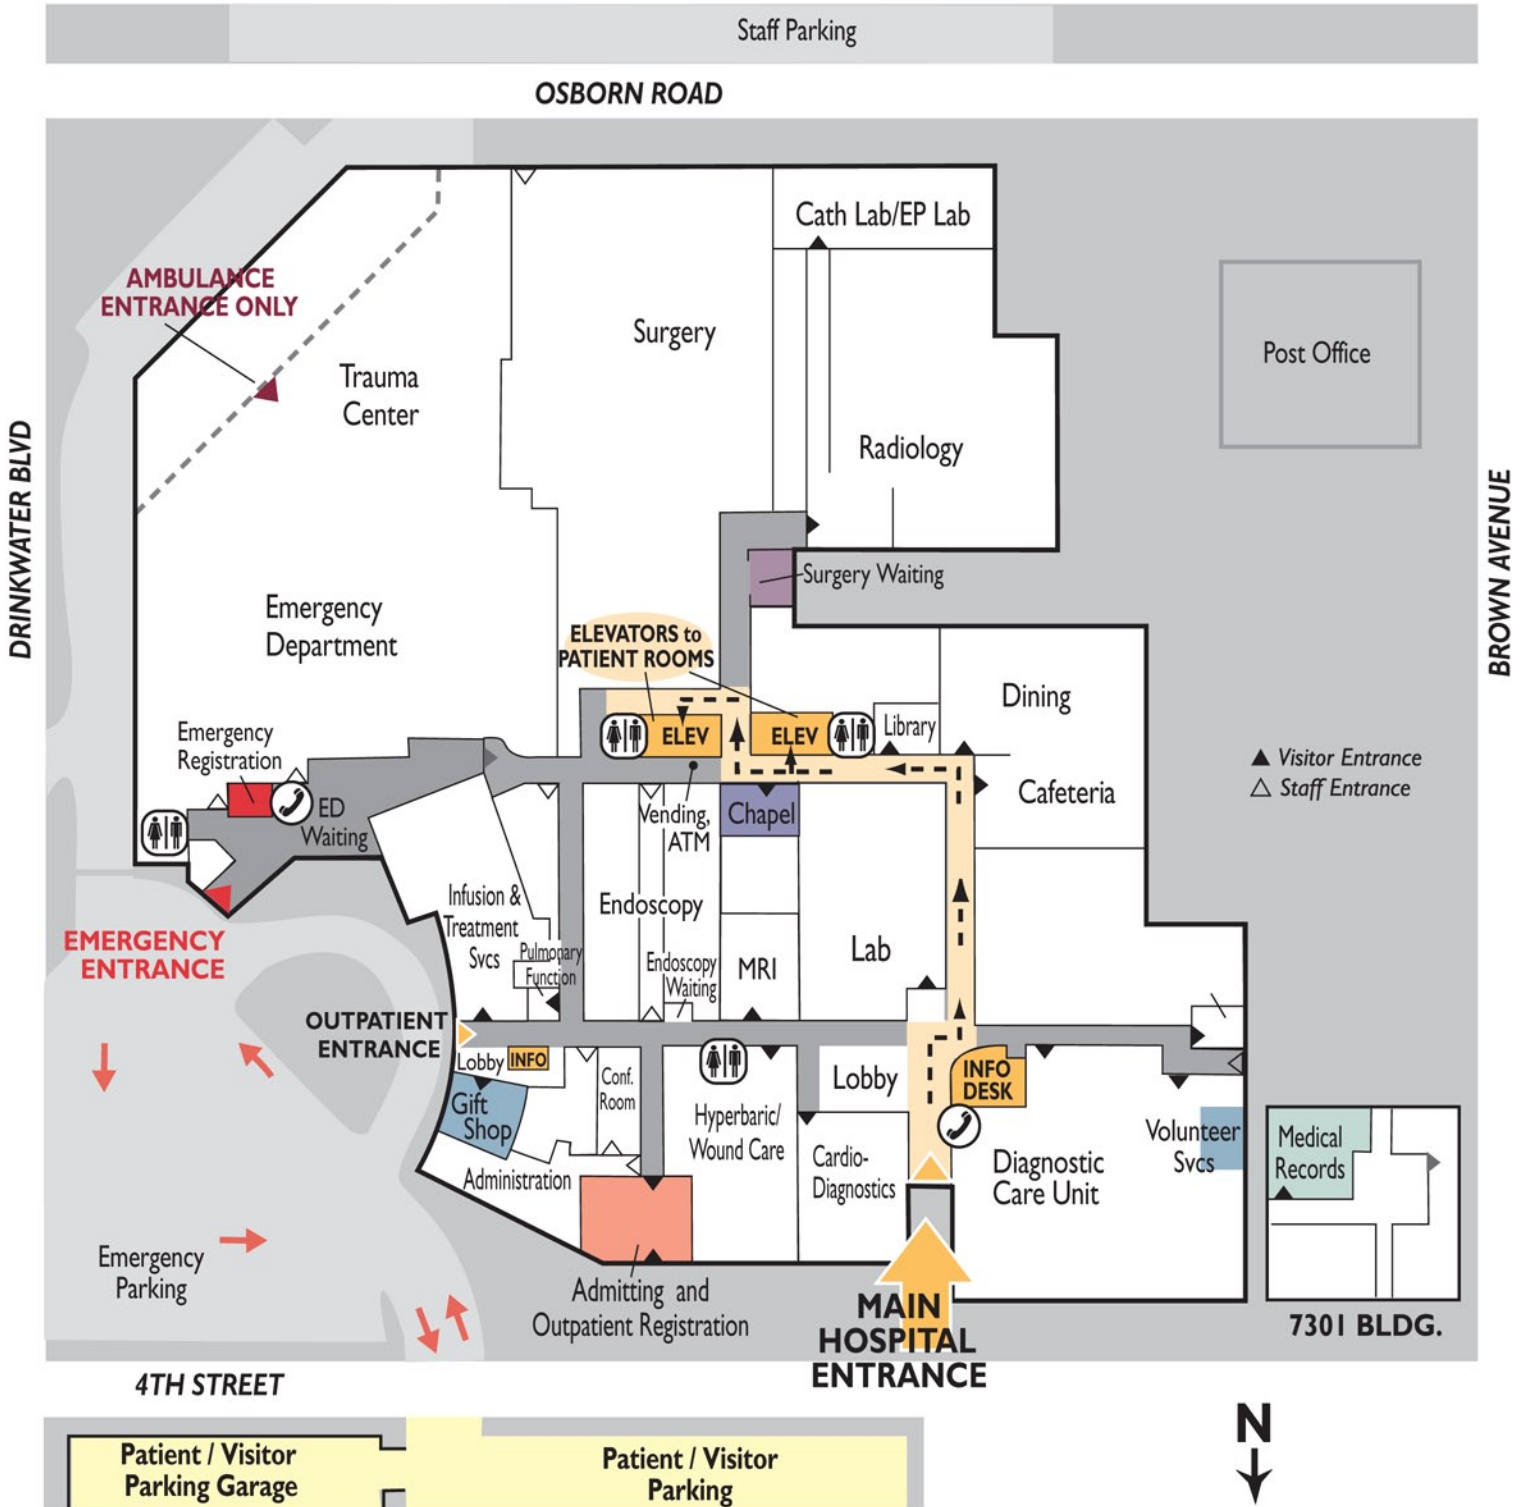 Staff Parking
OSBORN ROAD
Cath Lab/EP Lab
AMBULANCE
ENTRANCE ONLY
Surgery
Trauma
Center
Post Office
Radiology
DRINKWATER BLVD
BROWN AVENUE
Surgery Waiting
Emergency
Department
ELEVATORS to
PATIENT ROOMS
Dining
Emergency
Registration
ELEV
ELEV
Library
▲ Visitor Entrance
△ Staff Entrance
Cafeteria
ED
Waiting
Vending,
ATM
Chapel
Infusion &
Treatment
Svcs
Endoscopy
Pulmonary
Function
Endoscopy
Waiting
MRI
Lab
EMERGENCY
ENTRANCE
OUTPATIENT
ENTRANCE
Lobby
INFO
Conf.
Room
Lobby
INFO
DESK
Gift
Shop
Hyperbaric/
Wound Care
Volunteer
Svcs
Medical
Records
Administration
Cardio-
Diagnostics
Diagnostic
Care Unit
Emergency
Parking
Admitting and
Outpatient Registration
MAIN
HOSPITAL
ENTRANCE
7301 BLDG.
4TH STREET
N
Patient / Visitor
Parking Garage
Patient / Visitor
Parking